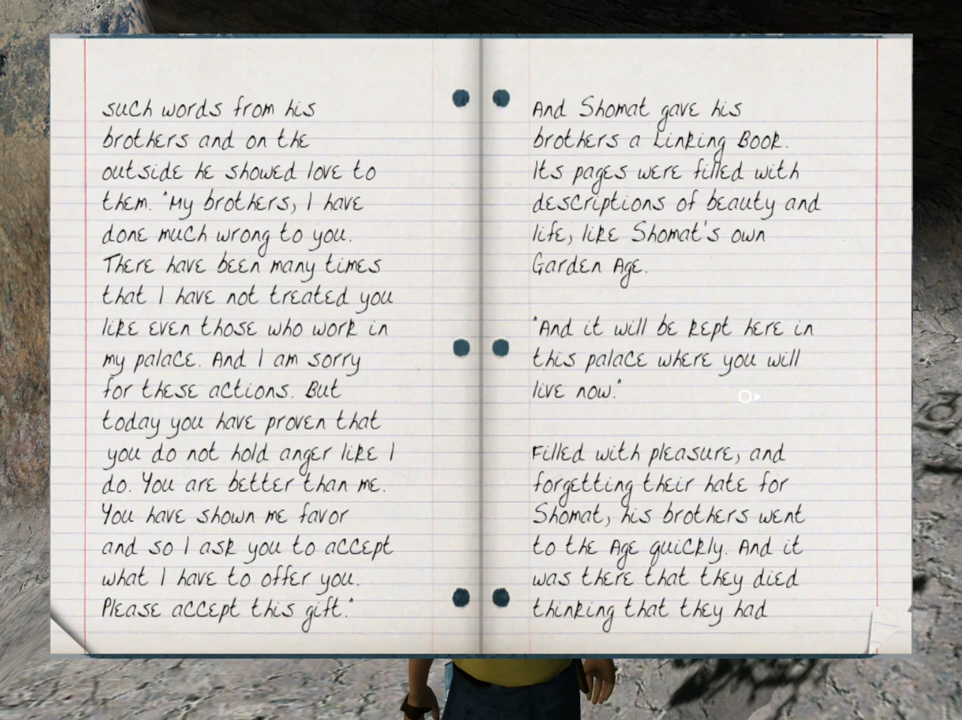 such words from his
brothers and on the
outside he showed love to
them. "My brothers, I have
done much wrong to you.
There have been many times
that I have not treated you
like even those who work in
my palace. And I am sorry
for these actions. But
today you have proven that
you do not hold anger like I
do. You are better than me.
You have shown me favor
and so I ask you to accept
what I have to offer you.
Please accept this gift."
And Shomat gave his
brothers a Linking Book.
Its pages were filled with
descriptions of beauty and
life, like Shomat's own
Garden Age.
"And it will be kept here in
this palace where you will
live now."
Filled with pleasure, and
forgetting their hate for
Shomat, his brothers went
to the Age quickly. And it
was there that they died
thinking that they had